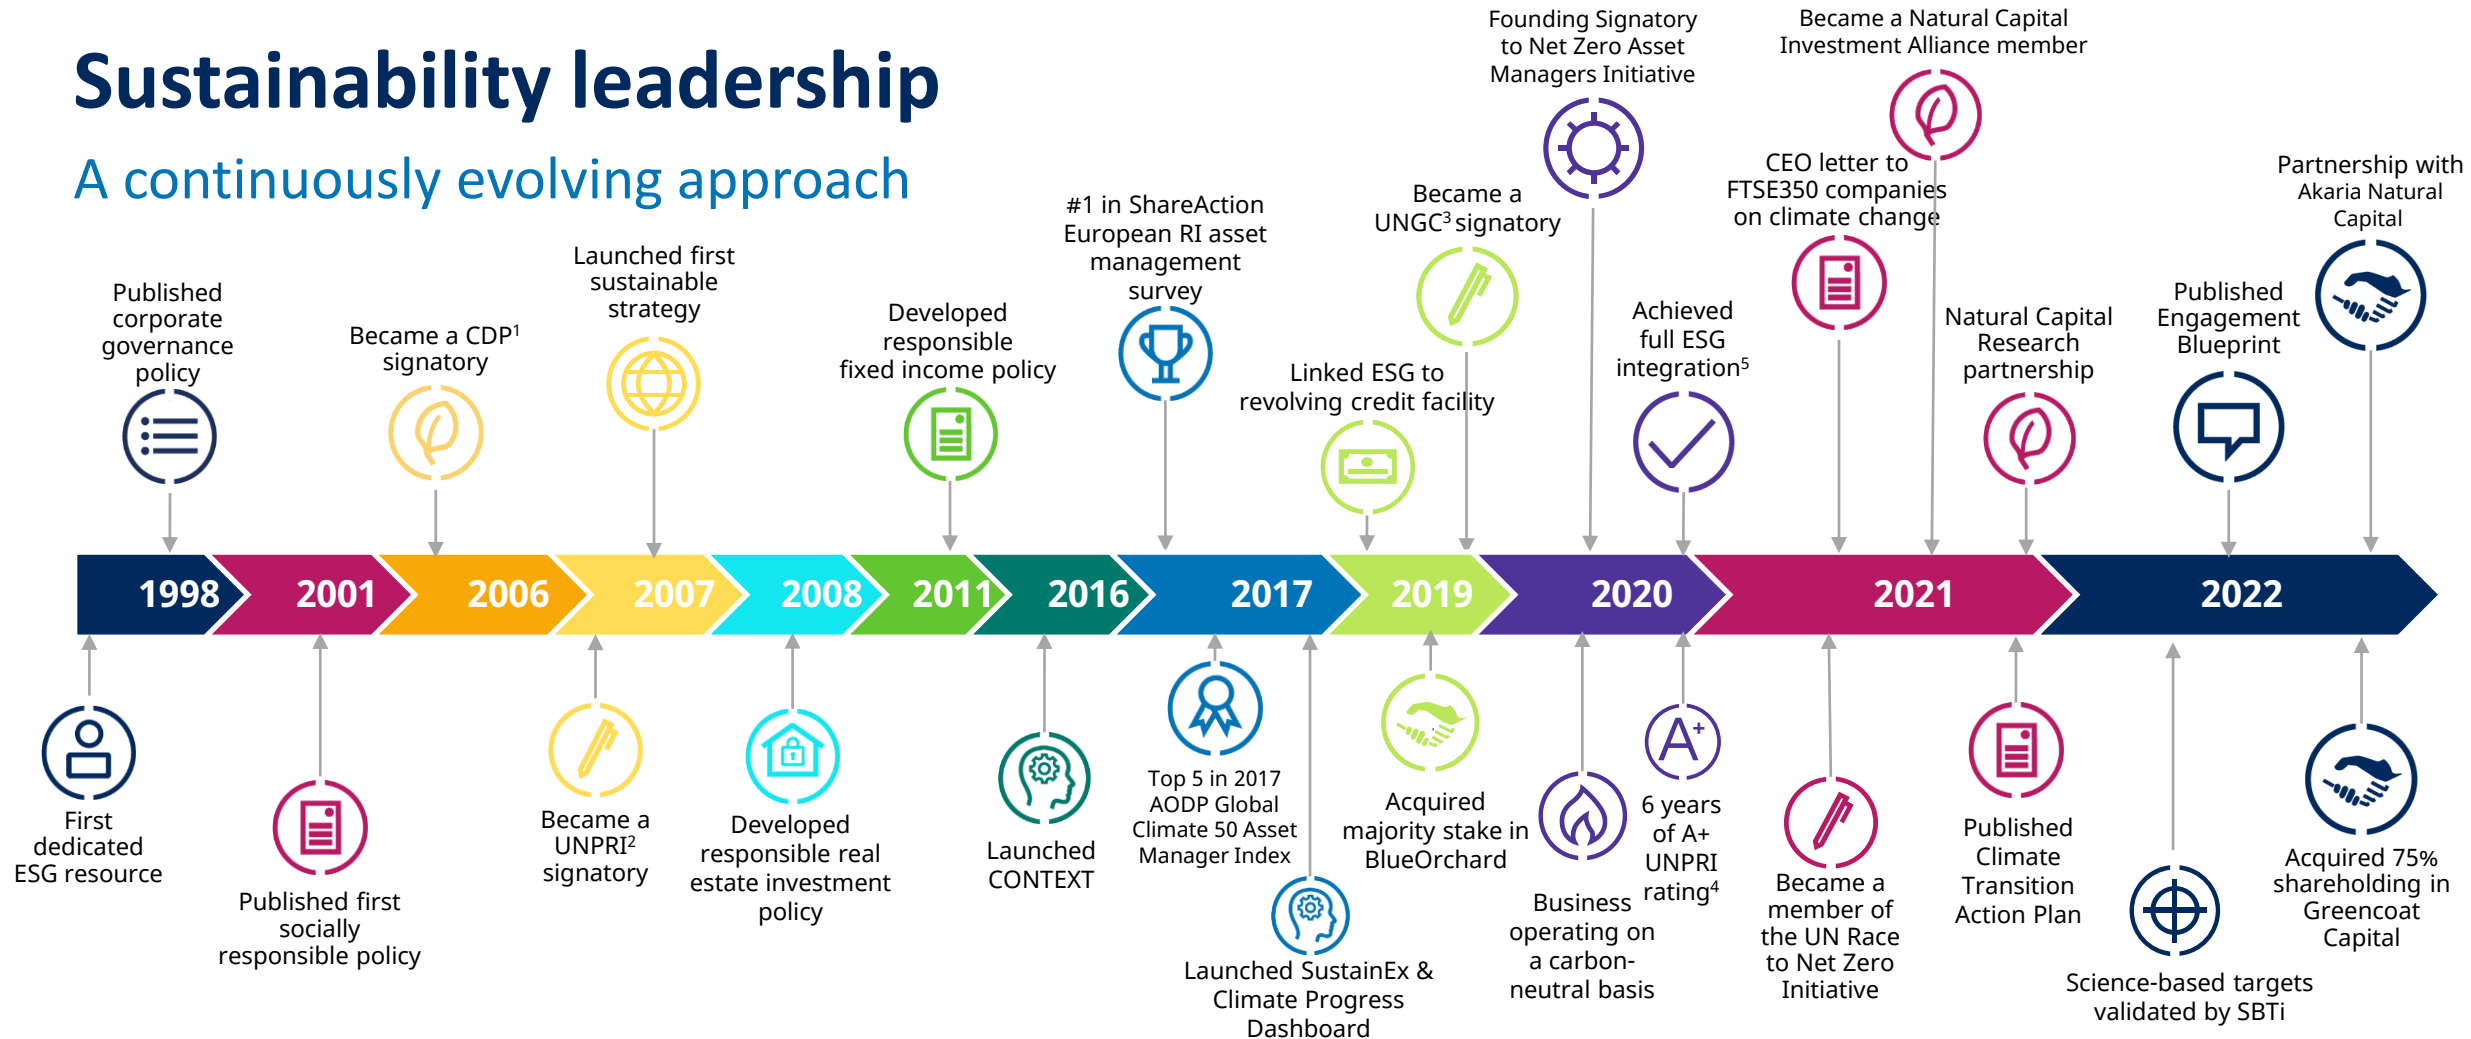 Sustainability leadership
A continuously evolving approach
Published
corporate
governance
policy
Became a CDP¹
signatory
Launched first
sustainable
strategy
Developed
responsible
fixed income policy
#1 in ShareAction
European RI asset
management
survey
Linked ESG to
revolving credit facility
Became a
UNGC³ signatory
Founding Signatory
to Net Zero Asset
Managers Initiative
Achieved
full ESG
integration⁵
CEO letter to
FTSE350 companies
on climate change
Became a Natural Capital
Investment Alliance member
Natural Capital
Research
partnership
Published
Engagement
Blueprint
Partnership with
Akaria Natural
Capital
1998
2001
2006
2007
2008
2011
2016
2017
2019
2020
2021
2022
First
dedicated
ESG resource
Published first
socially
responsible policy
Became a
UNPRI²
signatory
Developed
responsible real
estate investment
policy
Launched
CONTEXT
Top 5 in 2017
AODP Global
Climate 50 Asset
Manager Index
Launched SustainEx &
Climate Progress
Dashboard
Acquired
majority stake in
BlueOrchard
Business
operating on
a carbon-
neutral basis
A+
6 years
of A+
UNPRI
rating⁴
Became a
member of
the UN Race
to Net Zero
Initiative
Published
Climate
Transition
Action Plan
Science-based targets
validated by SBTi
Acquired 75%
shareholding in
Greencoat
Capital